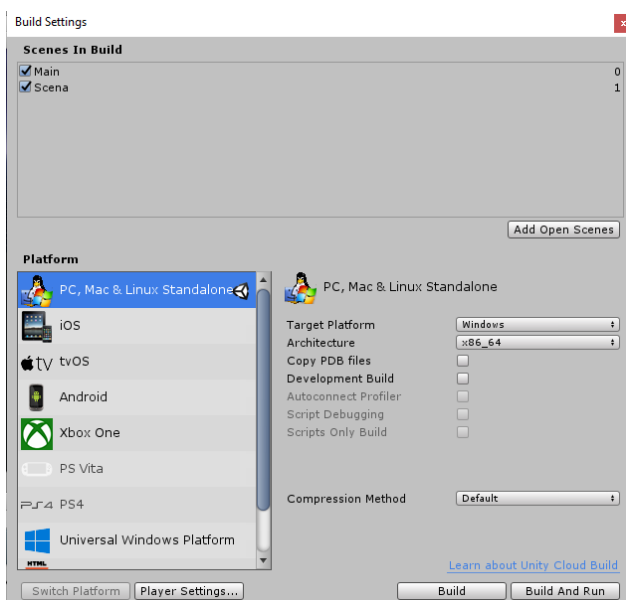 Build Settings
x
Scenes In Build
Main 0
Scena 1
Add Open Scenes
Platform
PC, Mac & Linux Standalone
iOS
tv tvOS
Android
Xbox One
PS Vita
PS4 PS4
Universal Windows Platform
HTML
PC, Mac & Linux Standalone
Target Platform Windows
Architecture x86_64
Copy PDB files
Development Build
Autoconnect Profiler
Script Debugging
Scripts Only Build
Compression Method Default
Learn about Unity Cloud Build
Switch Platform Player Settings... Build Build And Run